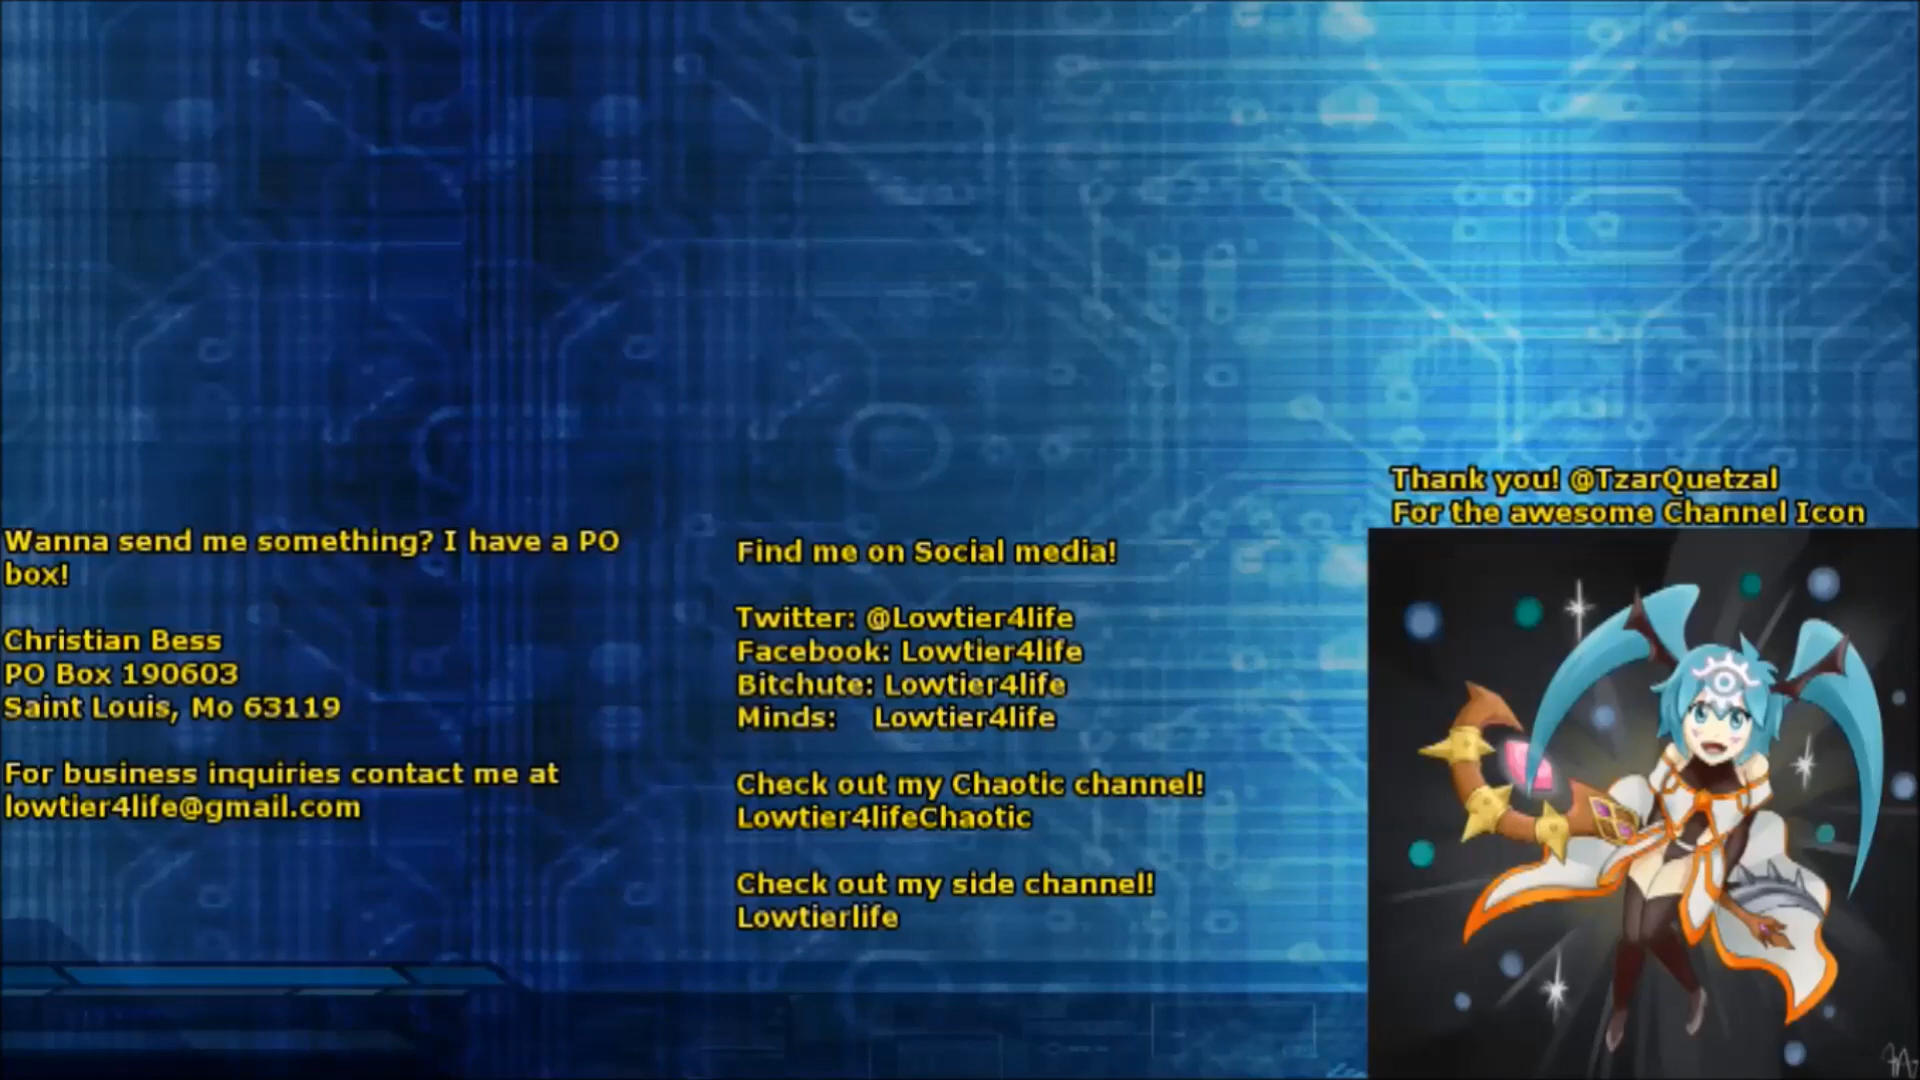 Wanna send me something? I have a PO
box!
Christian Bess
PO Box 190603
Saint Louis, Mo 63119
For business inquiries contact me at
lowtier4life@gmail.com
Find me on Social media!
Twitter: @Lowtier4life
Facebook: Lowtier4life
Bitchute: Lowtier4life
Minds: Lowtier4life
Check out my Chaotic channel!
Lowtier4lifeChaotic
Check out my side channel!
Lowtierlife
Thank you! @TzarQuetzal
For the awesome Channel Icon